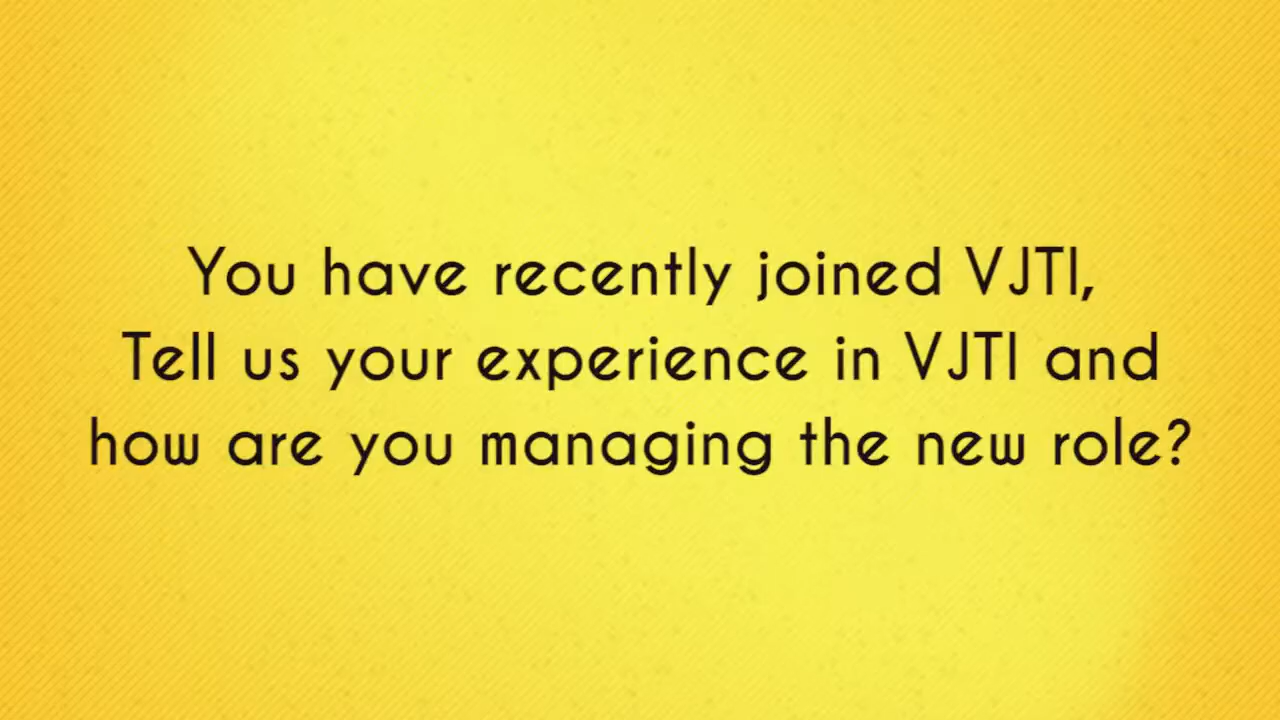 You have recently joined VJTI,
Tell us your experience in VJTI and
how are you managing the new role?